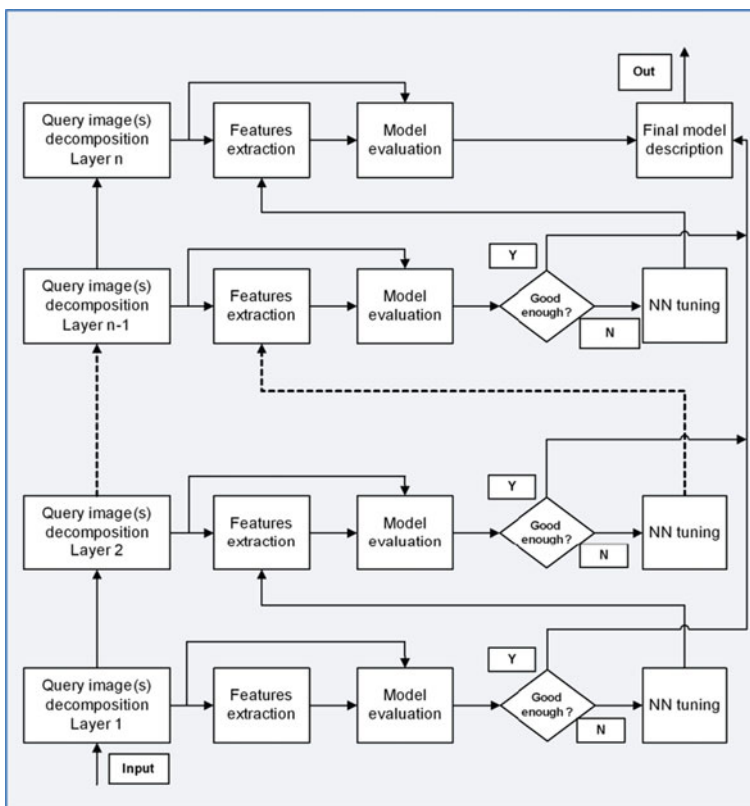 Out
Query image(s)
decomposition
Layer n
Features
extraction
Model
evaluation
Final model
description
Y
Query image(s)
decomposition
Layer n-1
Features
extraction
Model
evaluation
Good
enough?
N
NN tuning
Y
Query image(s)
decomposition
Layer 2
Features
extraction
Model
evaluation
Good
enough?
N
NN tuning
Y
Query image(s)
decomposition
Layer 1
Features
extraction
Model
evaluation
Good
enough?
N
NN tuning
Input